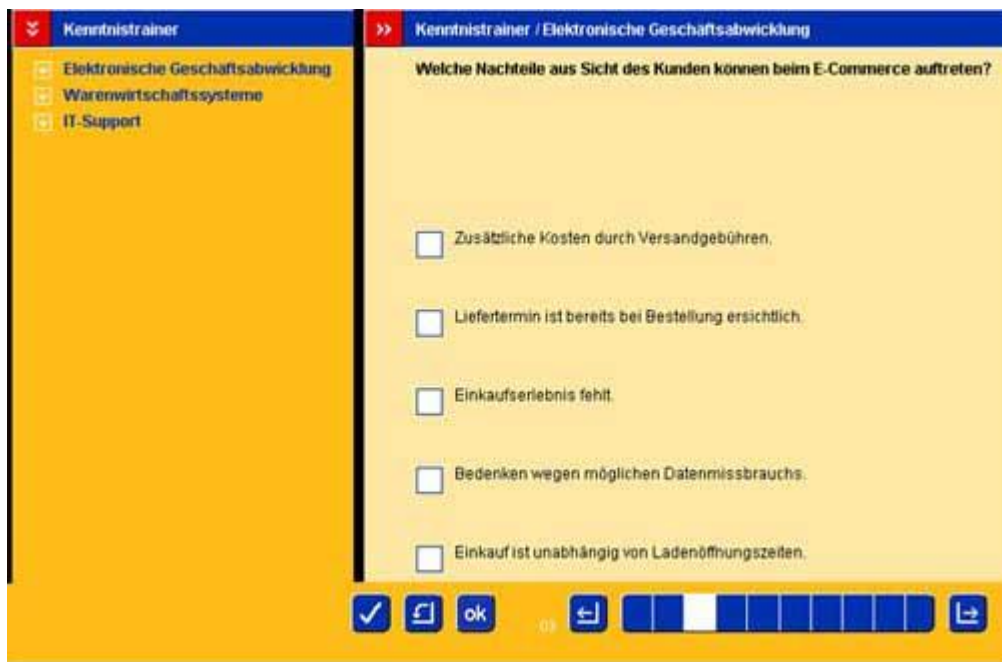 Kenntnistrainer
Elektronische Geschäftsabwicklung
Warenwirtschaftssysteme
IT-Support
Kenntnistrainer / Elektronische Geschäftsabwicklung
Welche Nachteile aus Sicht des Kunden können beim E-Commerce auftreten?
Zusätzliche Kosten durch Versandgebühren.
Liefertermin ist bereits bei Bestellung ersichtlich.
Einkaufserlebnis fehlt.
Bedenken wegen möglichen Datenmissbrauchs.
Einkauf ist unabhängig von Ladenöffnungszeiten.
ok
03